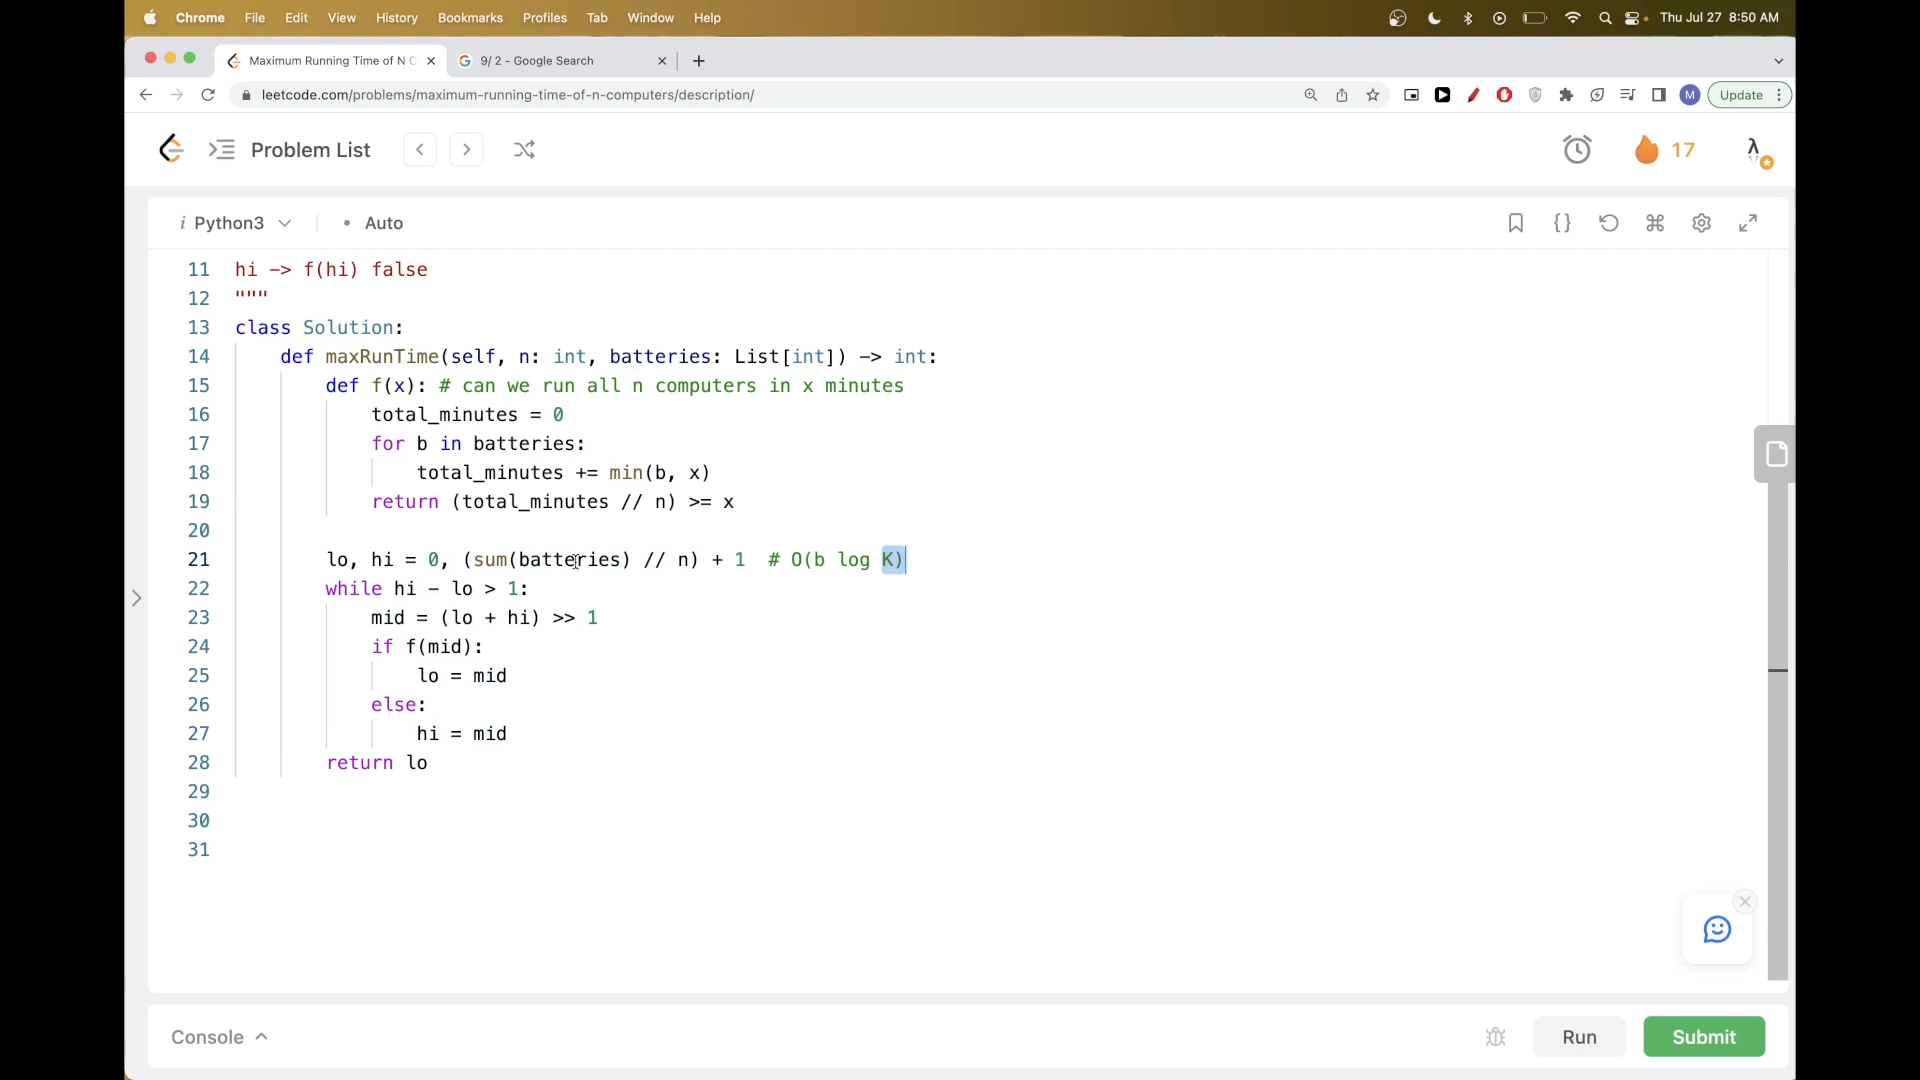 Chrome File Edit View History Bookmarks Profiles Tab Window Help Thu Jul 27 8:50 AM
Maximum Running Time of N C 9/ 2 - Google Search
leetcode.com/problems/maximum-running-time-of-n-computers/description/ M Update
Problem List 17
i Python3 • Auto
11 hi -> f(hi) false
12 """
13 class Solution:
14 def maxRunTime(self, n: int, batteries: List[int]) -> int:
15 def f(x): # can we run all n computers in x minutes
16 total_minutes = 0
17 for b in batteries:
18 total_minutes += min(b, x)
19 return (total_minutes // n) >= x
20
21 lo, hi = 0, (sum(batteries) // n) + 1 # O(b log K)
22 while hi - lo > 1:
23 mid = (lo + hi) >> 1
24 if f(mid):
25 lo = mid
26 else:
27 hi = mid
28 return lo
29
30
31
Console Run Submit